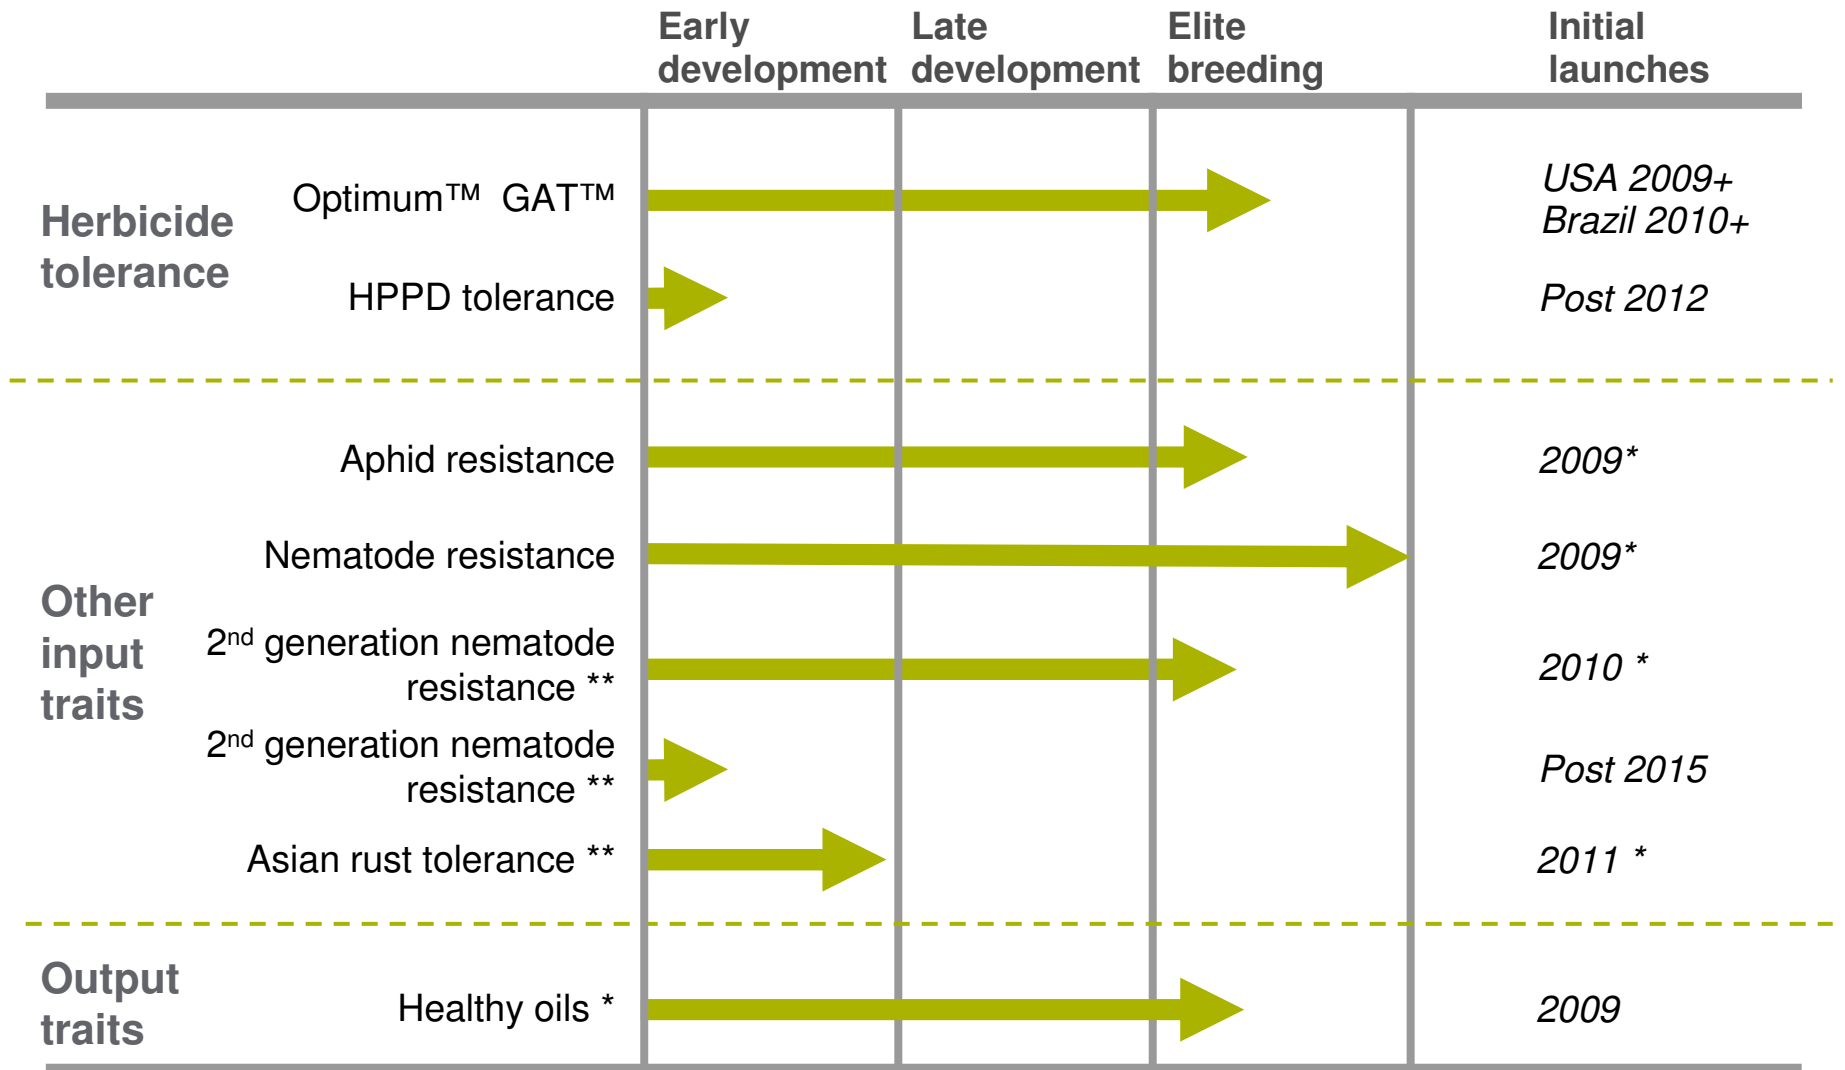 Early
development
Late
development
Elite
breeding
Initial
launches
Herbicide
tolerance
Optimum™ GAT™
USA 2009+
Brazil 2010+
HPPD tolerance
Post 2012
Other
input
traits
Aphid resistance
2009*
Nematode resistance
2009*
2nd generation nematode
resistance **
2010 *
2nd generation nematode
resistance **
Post 2015
Asian rust tolerance **
2011 *
Output
traits
Healthy oils *
2009